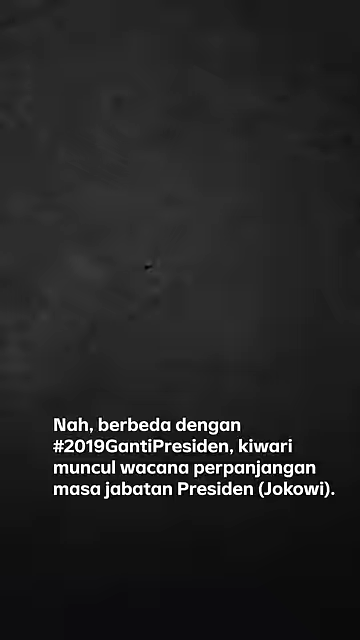 Nah, berbeda dengan
#2019GantiPresiden, kiwari
muncul wacana perpanjangan
masa jabatan Presiden (Jokowi).